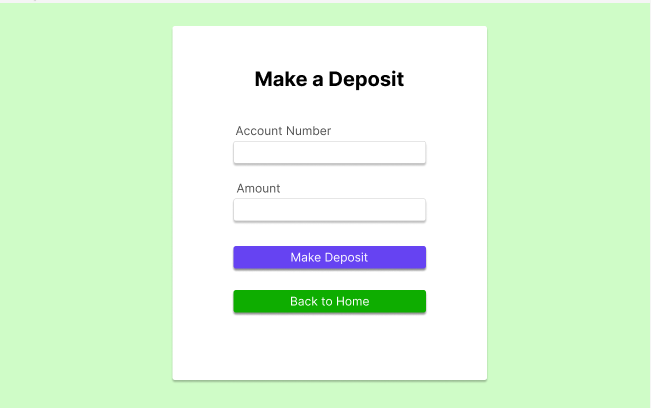 Make a Deposit
Account Number
Amount
Make Deposit
Back to Home